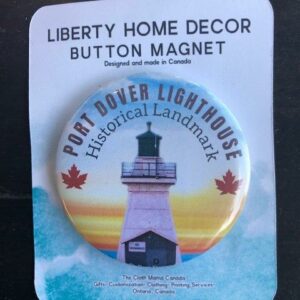 LIBERTY HOME DECOR
BUTTON MAGNET
Designed and made in Canada
PORT DOVER LIGHTHOUSE
Historical Landmark
The Cloth Mama Canada
Gifts· Customization· Clothing· Printing Services·
Ontario, Canada